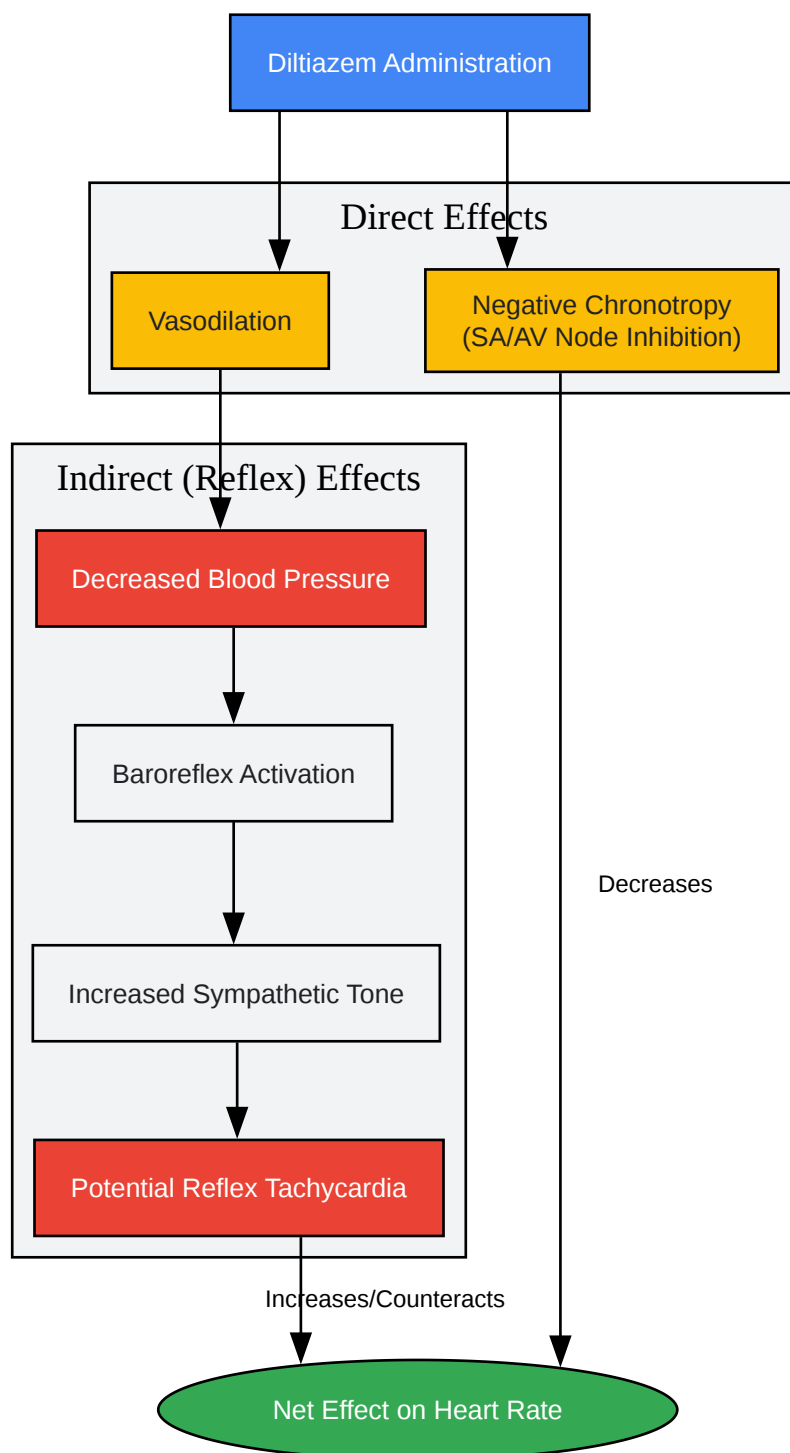 Diltiazem Administration
Direct Effects
Vasodilation
Negative Chronotropy
(SA/AV Node Inhibition)
Indirect (Reflex) Effects
Decreased Blood Pressure
Baroreflex Activation
Decreases
Increased Sympathetic Tone
Potential Reflex Tachycardia
Increases/Counteracts
Net Effect on Heart Rate